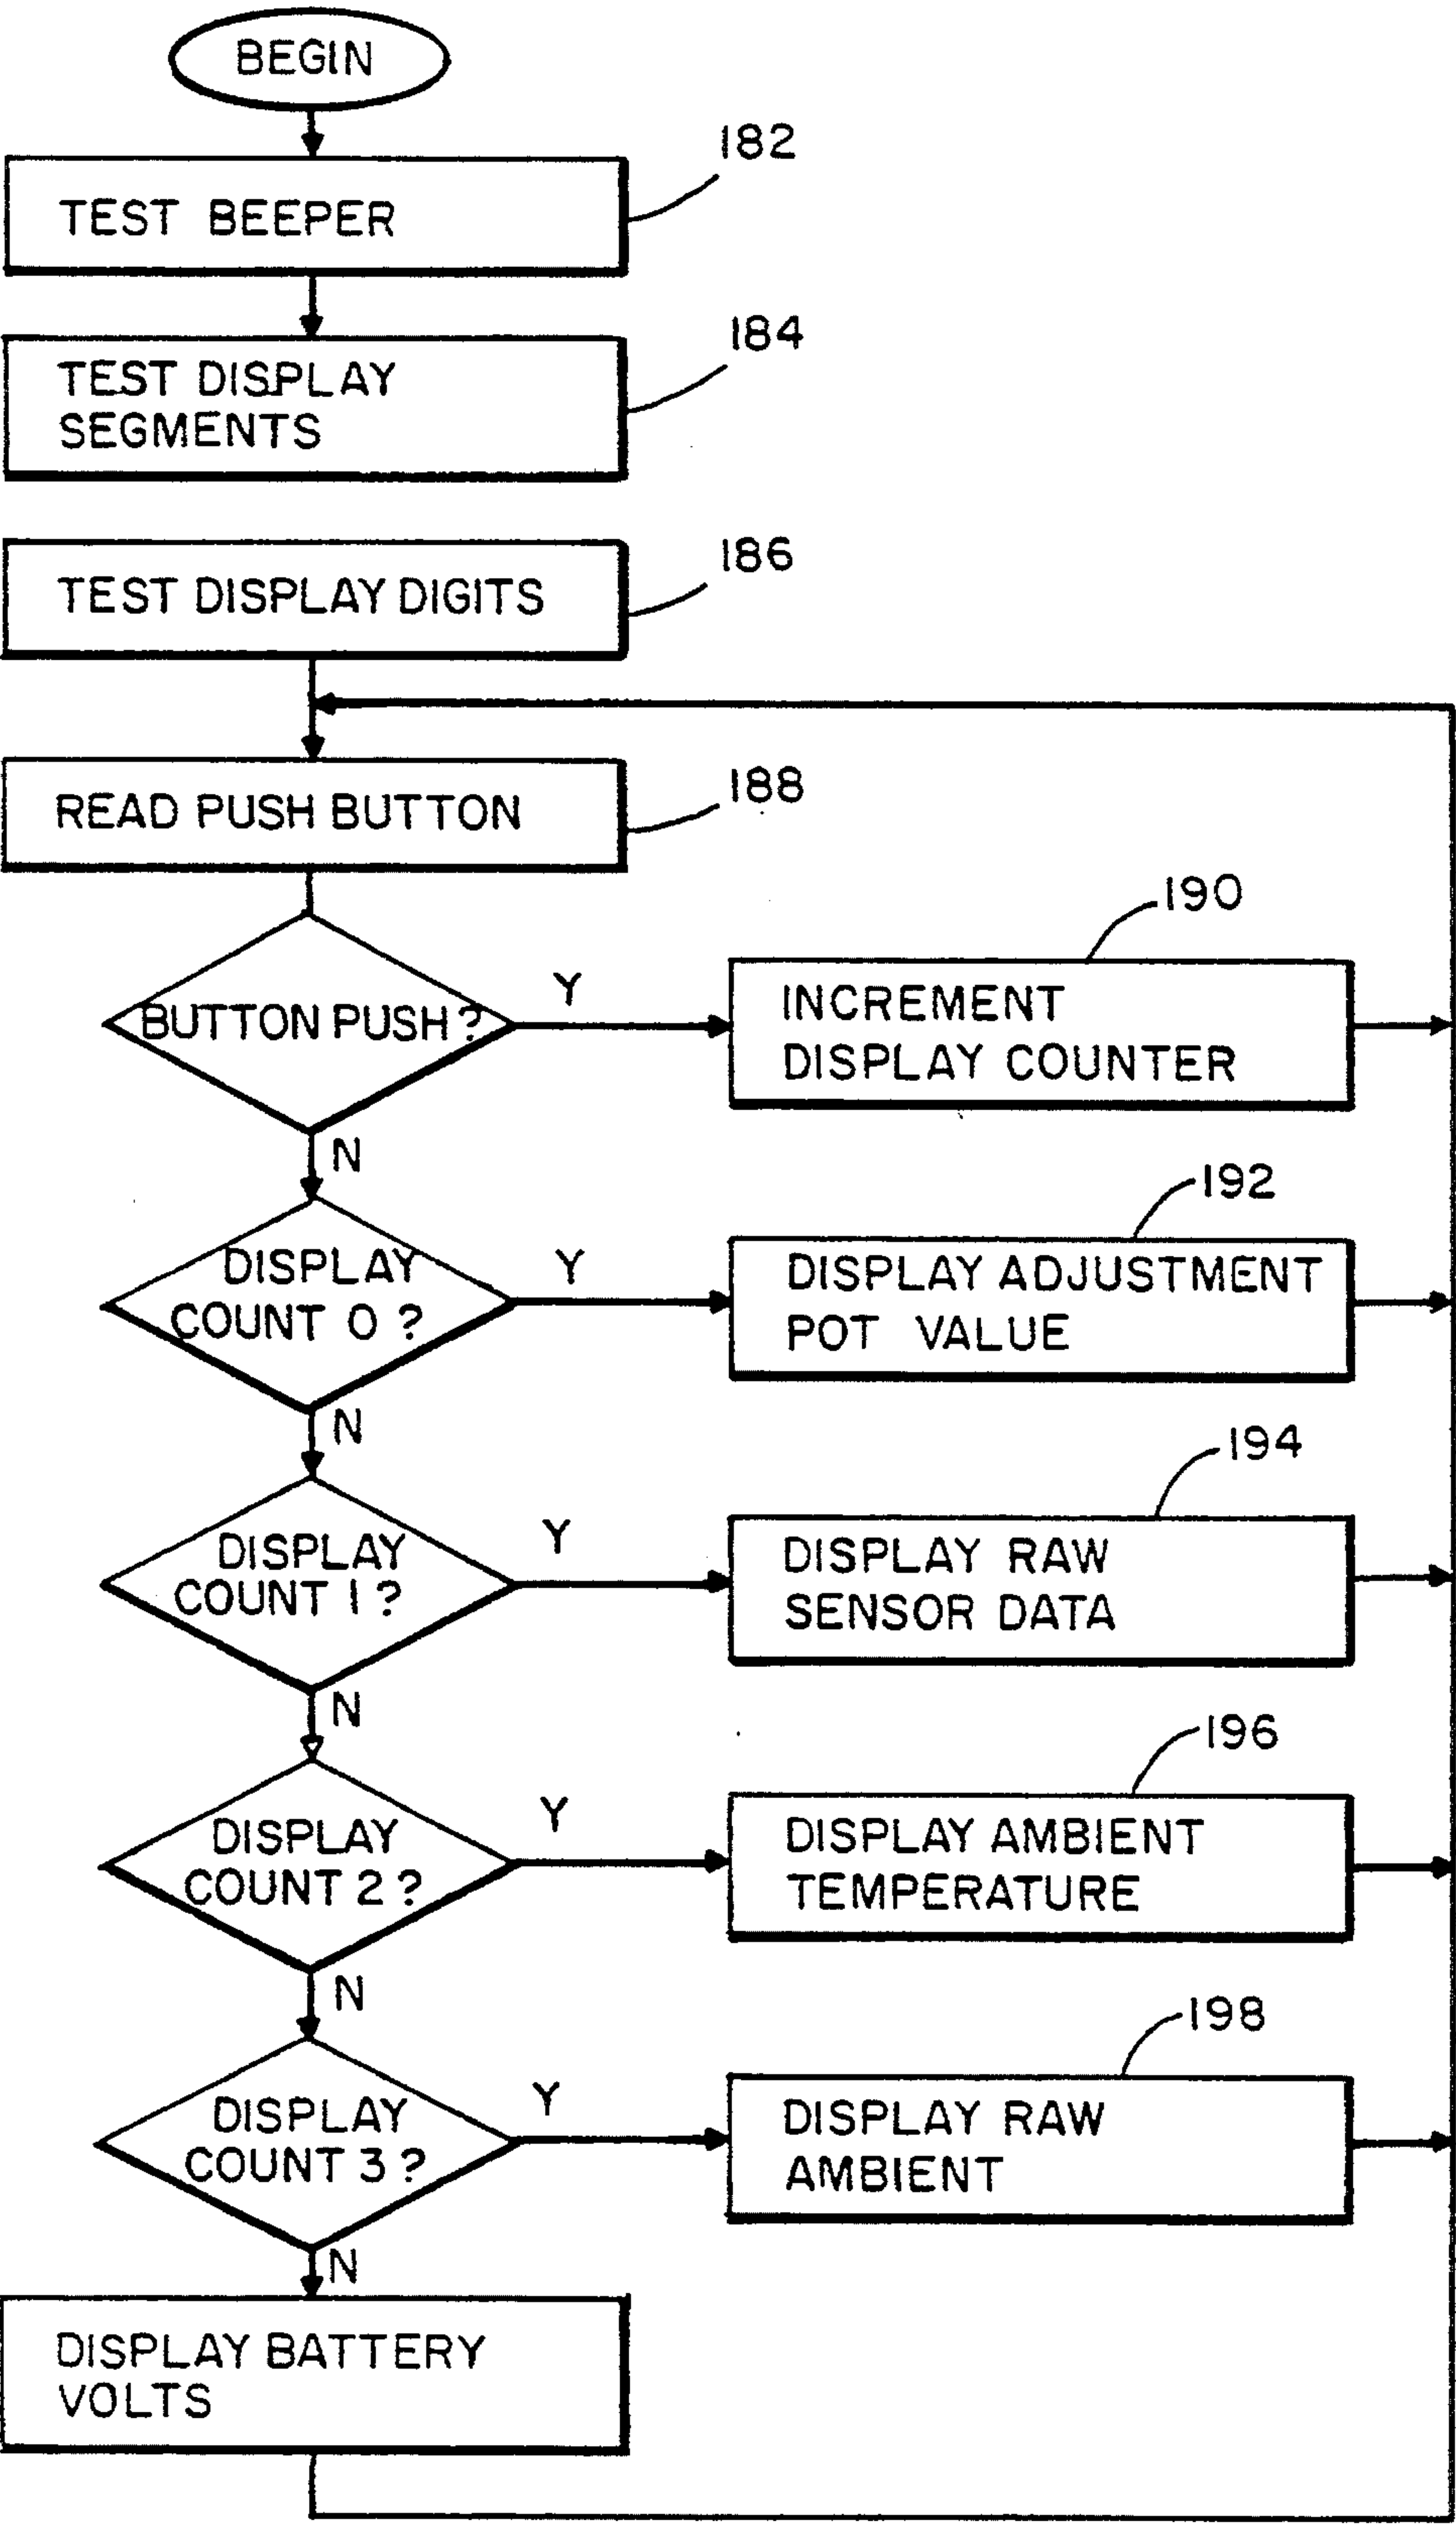 BEGIN
182
TEST BEEPER
184
TEST DISPLAY
SEGMENTS
186
TEST DISPLAY DIGITS
188
READ PUSH BUTTON
190
BUTTON PUSH?
Y
INCREMENT
DISPLAY COUNTER
N
192
DISPLAY
COUNT 0?
Y
DISPLAY ADJUSTMENT
POT VALUE
N
194
DISPLAY
COUNT 1?
Y
DISPLAY RAW
SENSOR DATA
N
196
DISPLAY
COUNT 2?
Y
DISPLAY AMBIENT
TEMPERATURE
N
198
DISPLAY
COUNT 3?
Y
DISPLAY RAW
AMBIENT
N
DISPLAY BATTERY
VOLTS